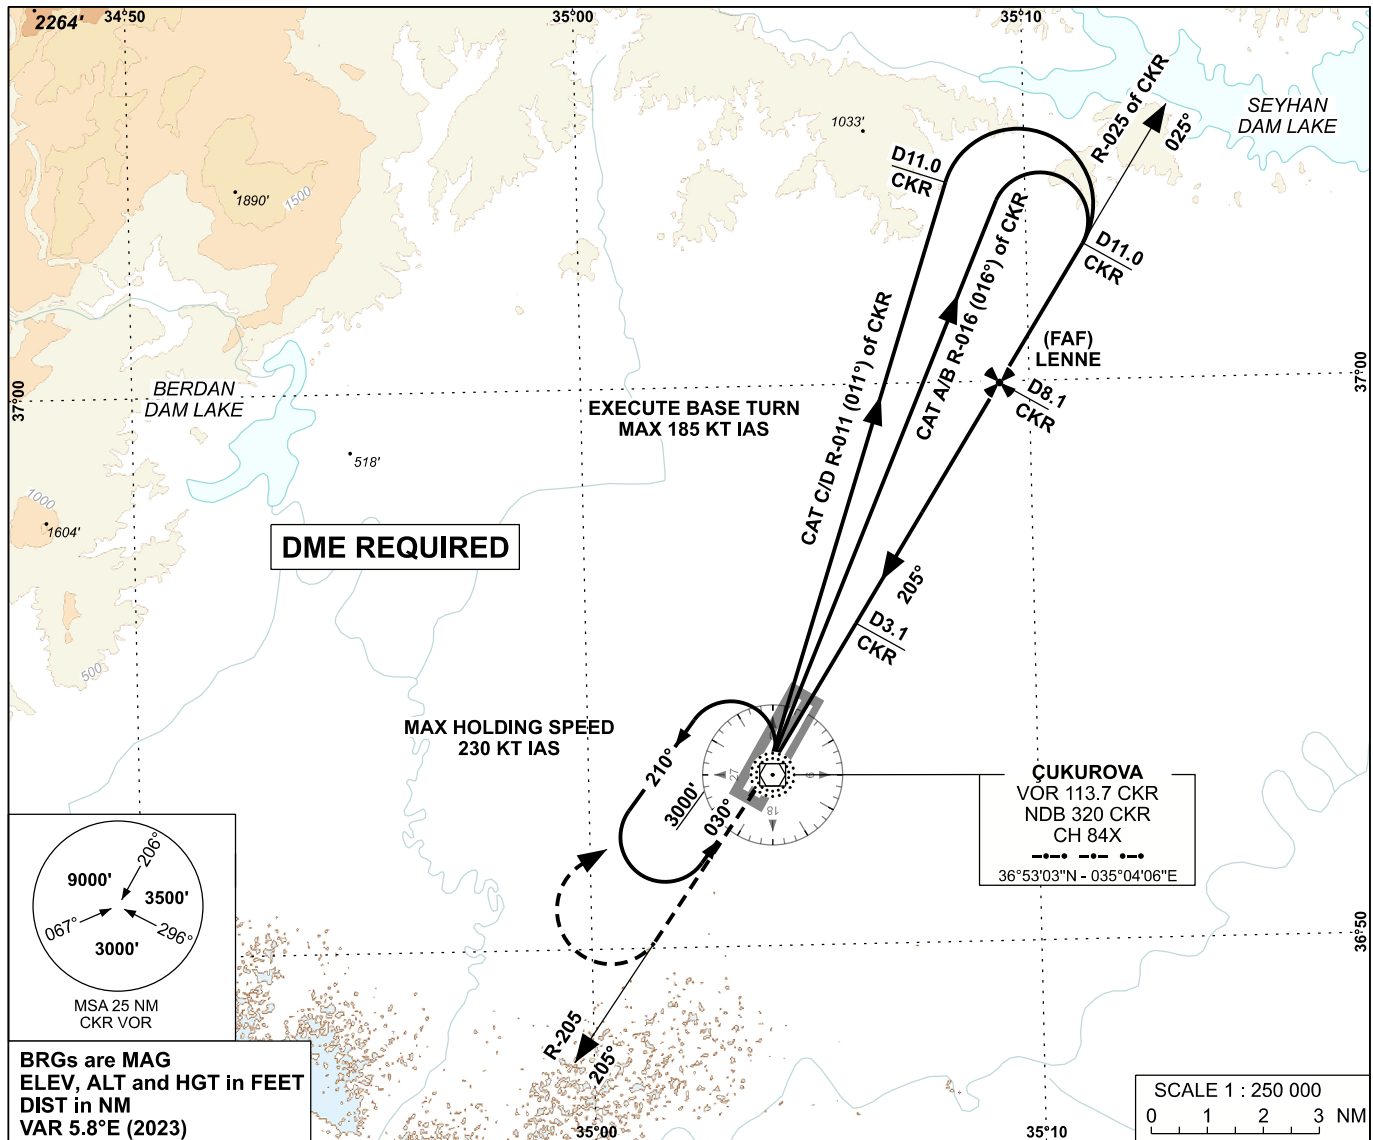 34°50
35°00
35°10
2264'
1033'
R-025 of CKR
025°
SEYHAN
DAM LAKE
D11.0
CKR
1890'
1500
D11.0
CKR
CAT C/D R-011 (011°) of CKR
CAT A/B R-016 (016°) of CKR
(FAF)
LENNE
D8.1
CKR
37°00
37°00
BERDAN
DAM LAKE
EXECUTE BASE TURN
MAX 185 KT IAS
518'
1000
1604'
DME REQUIRED
205°
D3.1
CKR
500
MAX HOLDING SPEED
230 KT IAS
210°
3000'
030°
27
9
18
ÇUKUROVA
VOR 113.7 CKR
NDB 320 CKR
CH 84X
36°53'03"N - 035°04'06"E
206°
9000'
3500'
067°
296°
3000'
MSA 25 NM
CKR VOR
36°50
R-205
205°
BRGs are MAG
ELEV, ALT and HGT in FEET
DIST in NM
VAR 5.8°E (2023)
SCALE 1 : 250 000
0 1 2 3 NM
35°00
35°10